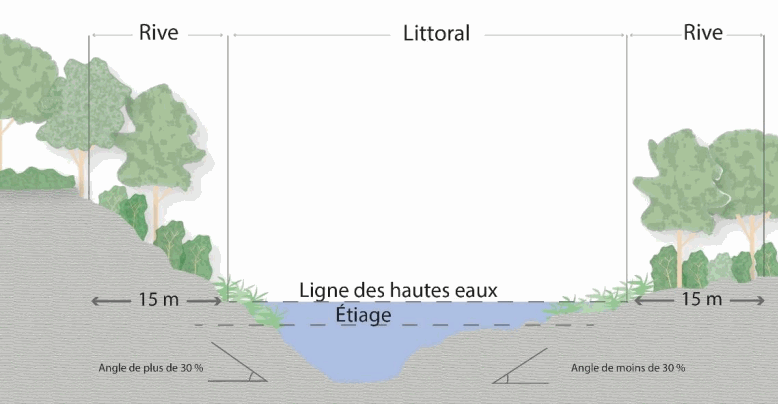 Rive
Littoral
Rive
Ligne des hautes eaux
15 m
15 m
Étiage
Angle de plus de 30 %
Angle de moins de 30 %